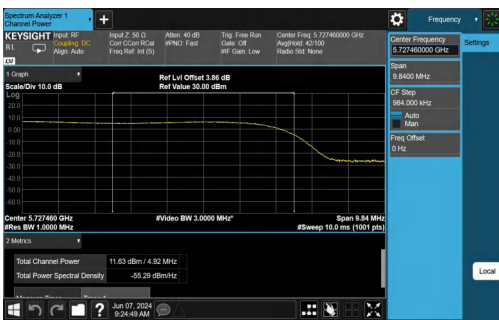 Spectrum Analyzer 1
Channel Power
+
Frequency
KEYSIGHT
Input: RF
Coupling: DC
Align: Auto
Input Z: 50 Ω
Corr CCorr RCal
Freq Ref: Int (S)
Atten: 40 dB
#PNO: Fast
Trig: Free Run
Gate: Off
#IF Gain: Low
Center Freq: 5.727460000 GHz
Avg|Hold: 42/100
Radio Std: None
RL
LXI
Center Frequency
5.727460000 GHz
Settings
Span
9.8400 MHz
CF Step
984.000 kHz
Auto
Man
Freq Offset
0 Hz
1 Graph
Scale/Div 10.0 dB
Ref Lvl Offset 3.86 dB
Ref Value 30.00 dBm
Log
20.0
10.0
0.00
-10.0
-20.0
-30.0
-40.0
-50.0
-60.0
Center 5.727460 GHz
#Res BW 1.0000 MHz
#Video BW 3.0000 MHz*
Span 9.84 MHz
#Sweep 10.0 ms (1001 pts)
2 Metrics
Total Channel Power 11.63 dBm / 4.92 MHz
Total Power Spectral Density -55.29 dBm/Hz
Local
?
Jun 07, 2024
9:24:49 AM